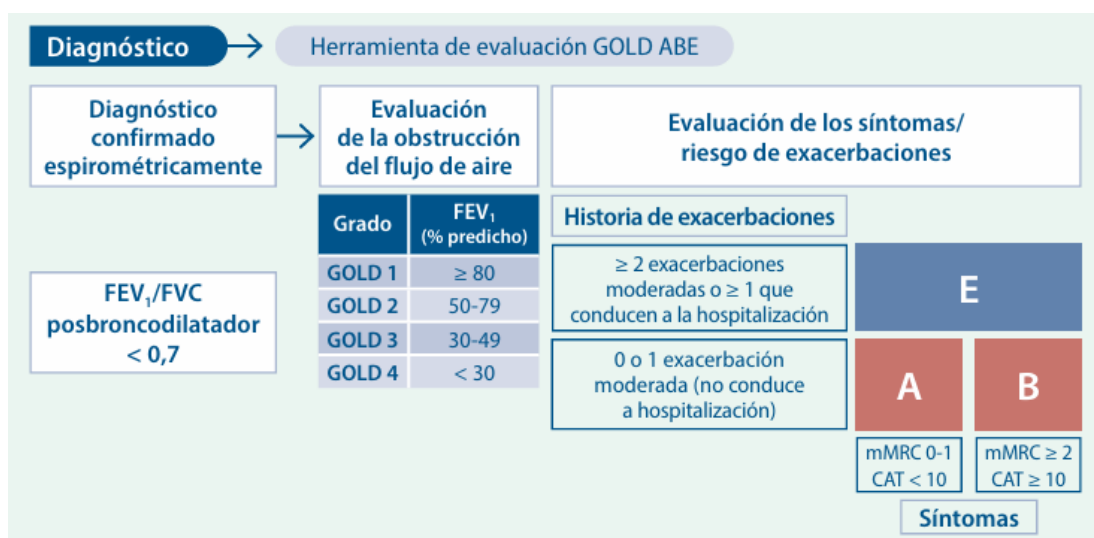 Diagnóstico
Herramienta de evaluación GOLD ABE
Diagnóstico
confirmado
espirométricamente
Evaluación
de la obstrucción
del flujo de aire
Evaluación de los síntomas/
riesgo de exacerbaciones
FEV₁/FVC
posbroncodilatador
< 0,7
Grado
FEV₁
(% predicho)
GOLD 1 ≥ 80
GOLD 2 50-79
GOLD 3 30-49
GOLD 4 < 30
Historia de exacerbaciones
≥ 2 exacerbaciones
moderadas o ≥ 1 que
conducen a la hospitalización
E
0 o 1 exacerbación
moderada (no conduce
a hospitalización)
A
B
mMRC 0-1
CAT < 10
mMRC ≥ 2
CAT ≥ 10
Síntomas